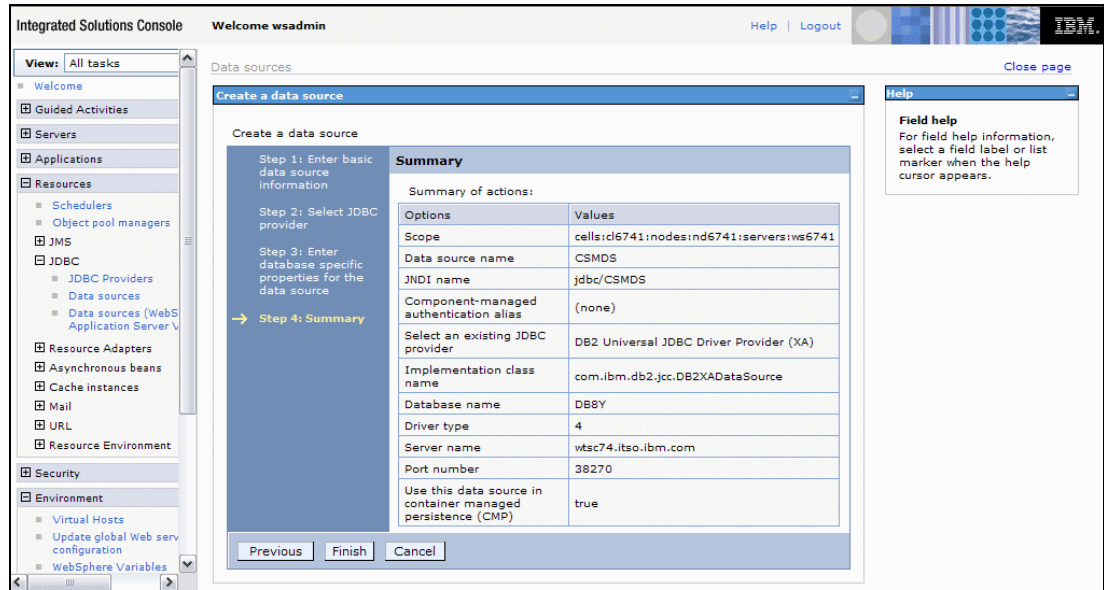 Integrated Solutions Console
Welcome wsadmin
Help | Logout
IBM.
View: All tasks
Welcome
Guided Activities
Servers
Applications
Resources
Schedulers
Object pool managers
JMS
JDBC
JDBC Providers
Data sources
Data sources (WebS
Application Server V
Resource Adapters
Asynchronous beans
Cache instances
Mail
URL
Resource Environment
Security
Environment
Virtual Hosts
Update global Web serv
configuration
WebSphere Variables
Data sources
Close page
Create a data source
Create a data source
Step 1: Enter basic
data source
information
Step 2: Select JDBC
provider
Step 3: Enter
database specific
properties for the
data source
Step 4: Summary
Summary
Summary of actions:
Options Values
Scope cells:cl6741:nodes:nd6741:servers:ws6741
Data source name CSMDS
JNDI name jdbc/CSMDS
Component-managed
authentication alias (none)
Select an existing JDBC
provider DB2 Universal JDBC Driver Provider (XA)
Implementation class
name com.ibm.db2.jcc.DB2XADataSource
Database name DB8Y
Driver type 4
Server name wtsc74.itso.ibm.com
Port number 38270
Use this data source in
container managed
persistence (CMP) true
Previous Finish Cancel
Help
Field help
For field help information,
select a field label or list
marker when the help
cursor appears.